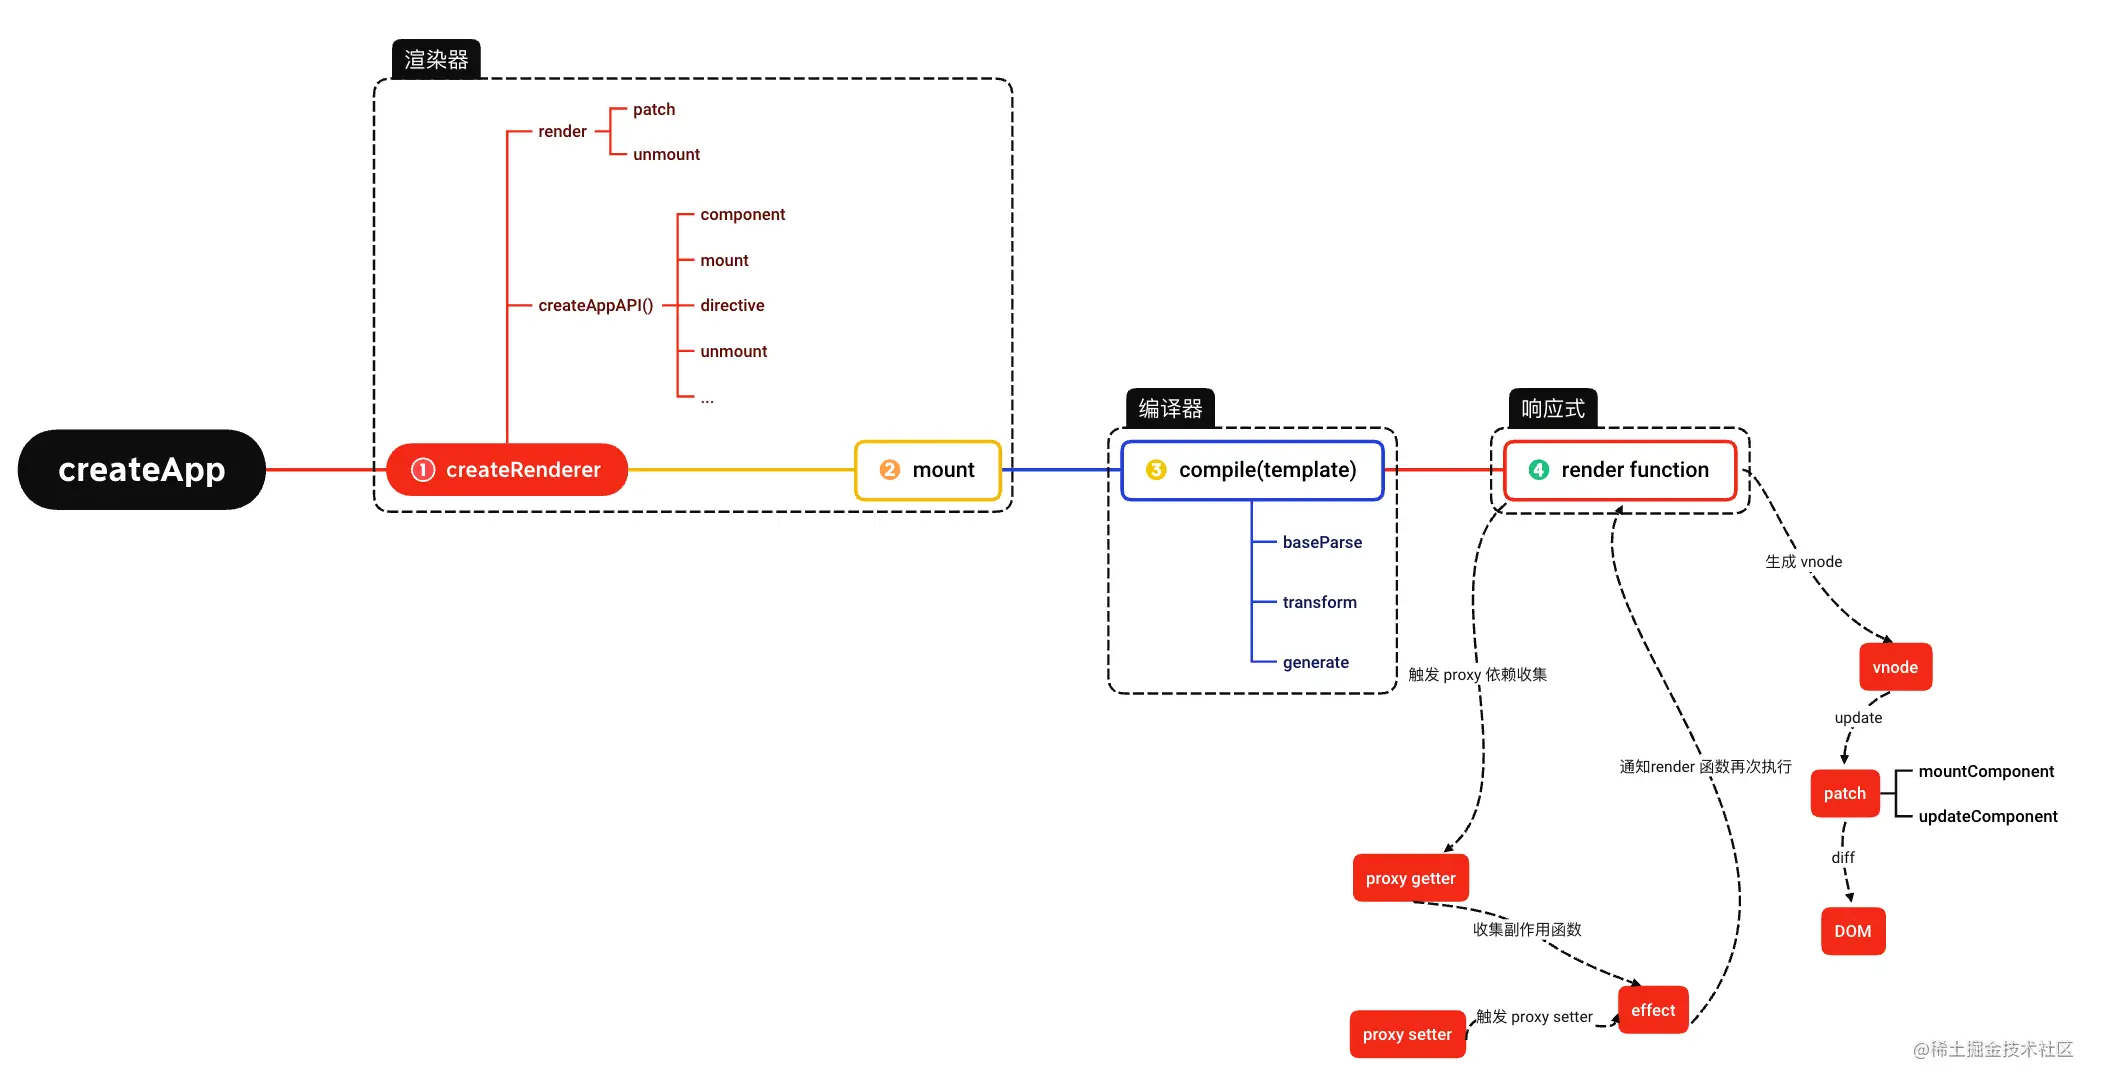 渲染器
patch
render
unmount
component
mount
createAppAPI()
directive
unmount
...
createApp
① createRenderer
② mount
编译器
③ compile(template)
baseParse
transform
generate
响应式
④ render function
生成 vnode
vnode
update
patch
mountComponent
updateComponent
diff
DOM
触发 proxy 依赖收集
通知render 函数再次执行
proxy getter
收集副作用函数
effect
proxy setter
触发 proxy setter
@稀土掘金技术社区